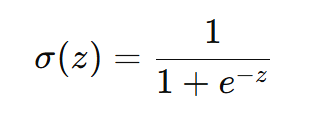 σ(z) = 1 / (1 + e^{-z})